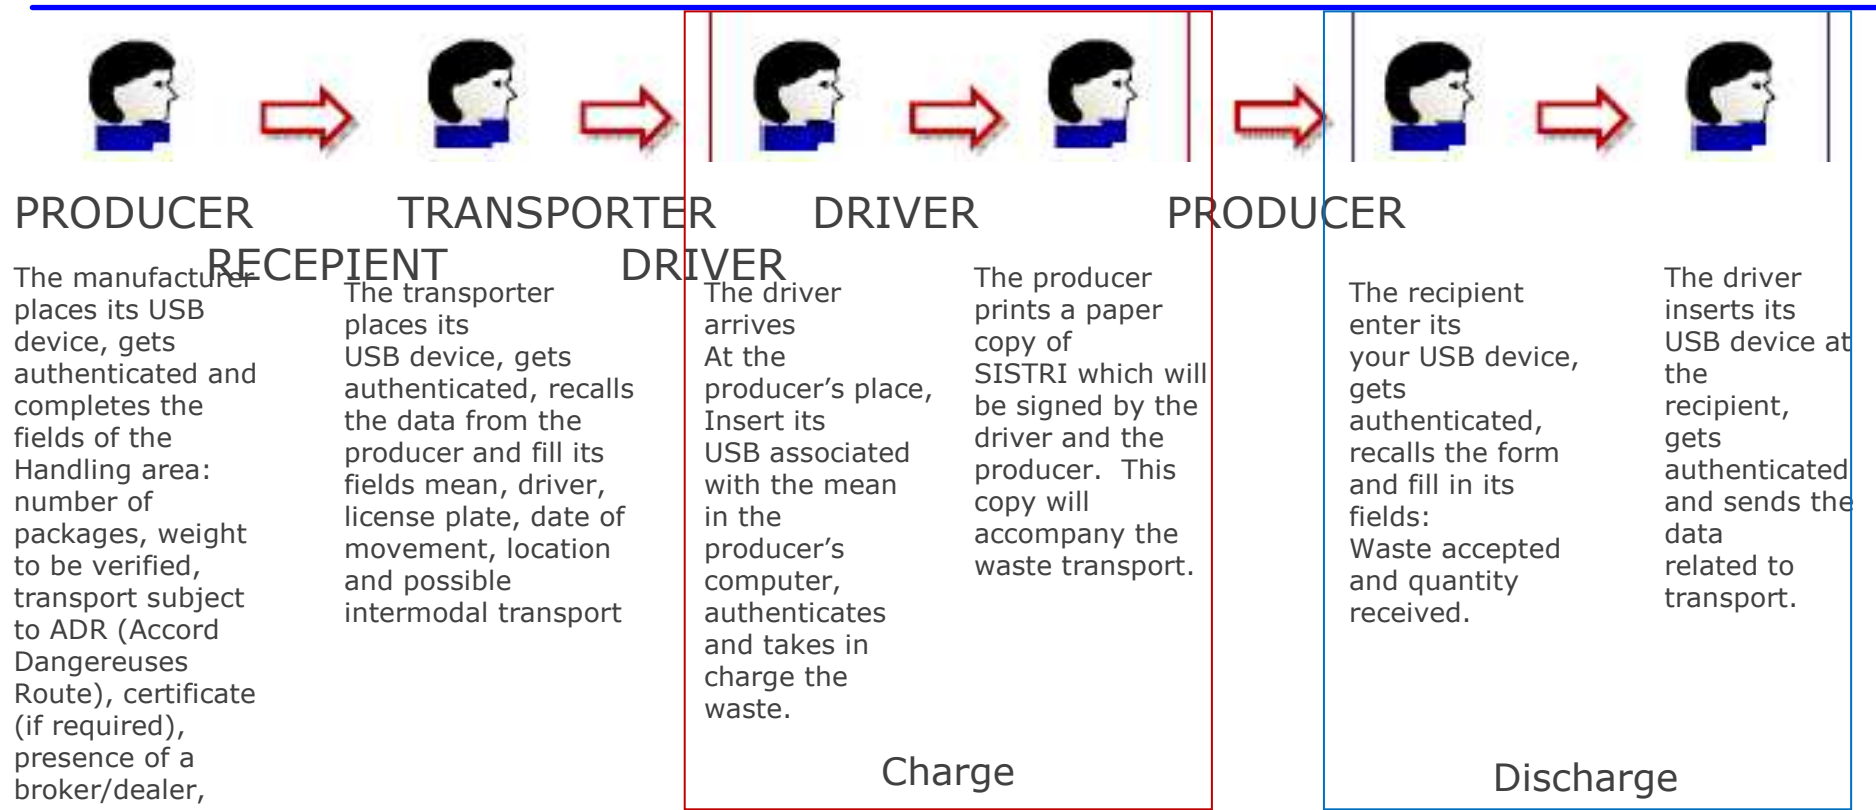 PRODUCER TRANSPORTER DRIVER PRODUCER
RECEPIENT DRIVER
The manufacturer
places its USB
device, gets
authenticated and
completes the
fields of the
Handling area:
number of
packages, weight
to be verified,
transport subject
to ADR (Accord
Dangereuses
Route), certificate
(if required),
presence of a
broker/dealer,
The transporter
places its
USB device, gets
authenticated, recalls
the data from the
producer and fill its
fields mean, driver,
license plate, date of
movement, location
and possible
intermodal transport
The driver
arrives
At the
producer’s place,
Insert its
USB associated
with the mean
in the
producer’s
computer,
authenticates
and takes in
charge the
waste.
The producer
prints a paper
copy of
SISTRI which will
be signed by the
driver and the
producer.  This
copy will
accompany the
waste transport.
Charge
The recipient
enter its
your USB device,
gets
authenticated,
recalls the form
and fill in its
fields:
Waste accepted
and quantity
received.
The driver
inserts its
USB device at
the
recipient,
gets
authenticated
and sends the
data
related to
transport.
Discharge